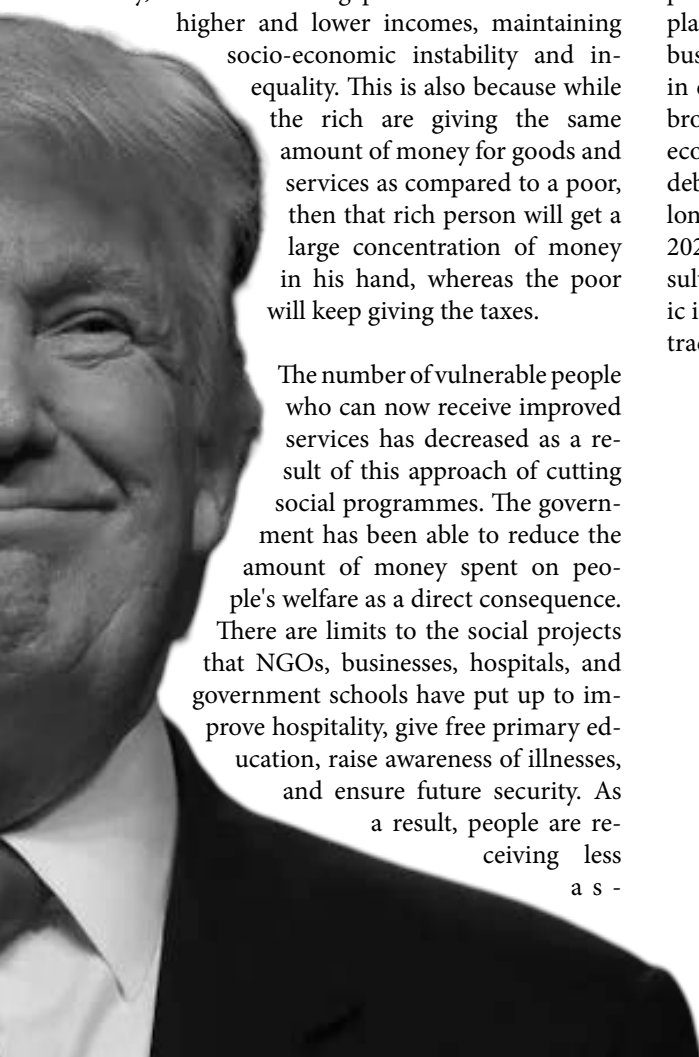 higher and lower incomes, maintaining
socio-economic instability and in-
equality. This is also because while
the rich are giving the same
amount of money for goods and
services as compared to a poor,
then that rich person will get a
large concentration of money
in his hand, whereas the poor
will keep giving the taxes.
The number of vulnerable people
who can now receive improved
services has decreased as a re-
sult of this approach of cutting
social programmes. The govern-
ment has been able to reduce the
amount of money spent on peo-
ple's welfare as a direct consequence.
There are limits to the social projects
that NGOs, businesses, hospitals, and
government schools have put up to im-
prove hospitality, give free primary ed-
ucation, raise awareness of illnesses,
and ensure future security. As
a result, people are re-
ceiving less
a s -